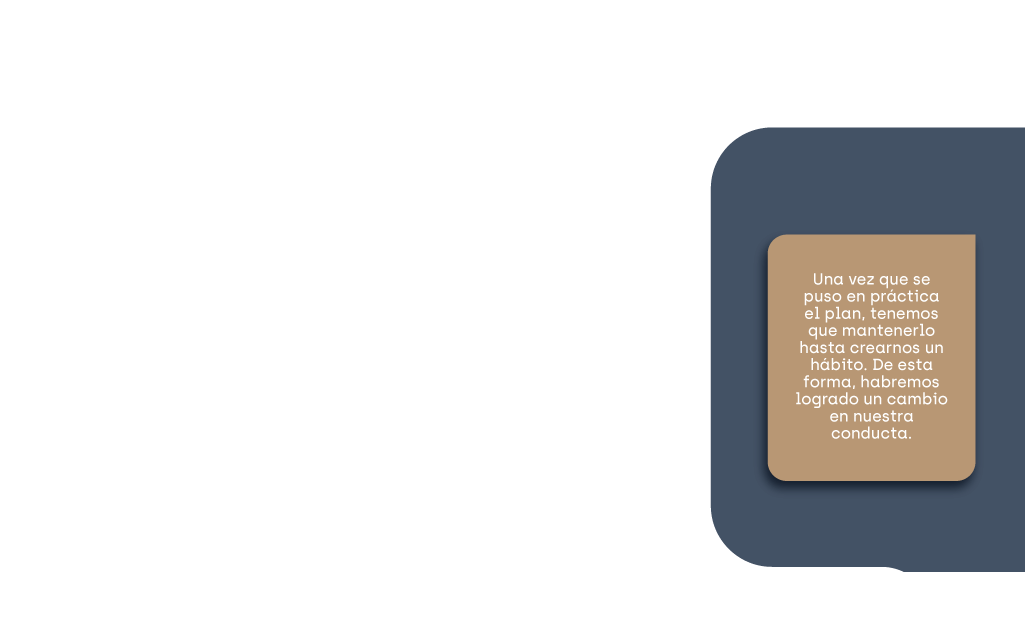 Una vez que se
puso en práctica
el plan, tenemos
que mantenerlo
hasta crearnos un
hábito. De esta
forma, habremos
logrado un cambio
en nuestra
conducta.